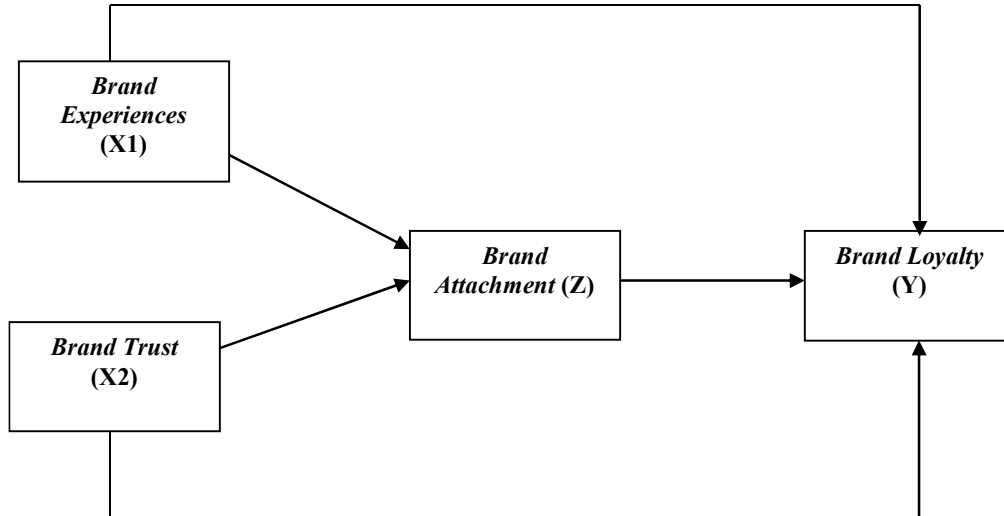 Brand
Experiences
(X1)
Brand
Attachment (Z)
Brand Loyalty
(Y)
Brand Trust
(X2)